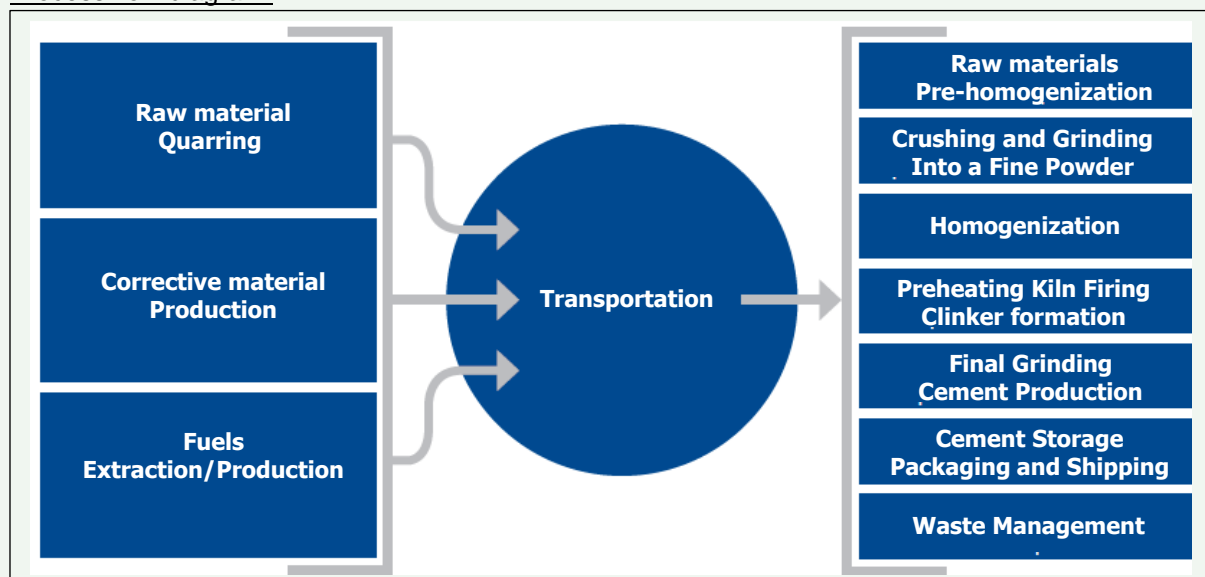 Raw material
Quarring
Corrective material
Production
Fuels
Extraction/Production
Transportation
Raw materials
Pre-homogenization
Crushing and Grinding
Into a Fine Powder
Homogenization
Preheating Kiln Firing
Clinker formation
Final Grinding
Cement Production
Cement Storage
Packaging and Shipping
Waste Management